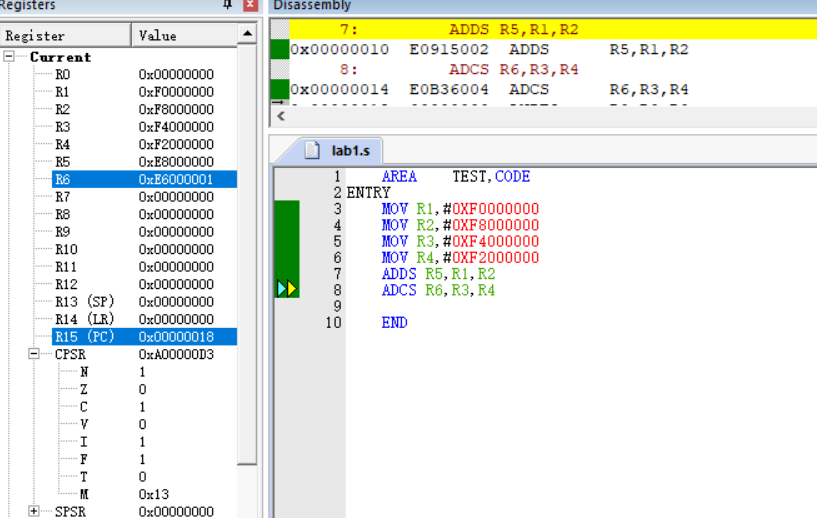 Registers
Register Value
Current
R0 0x00000000
R1 0xF0000000
R2 0xF8000000
R3 0xF4000000
R4 0xF2000000
R5 0xE8000000
R6 0xE6000001
R7 0x00000000
R8 0x00000000
R9 0x00000000
R10 0x00000000
R11 0x00000000
R12 0x00000000
R13 (SP) 0x00000000
R14 (LR) 0x00000000
R15 (PC) 0x00000018
CPSR 0xA00000D3
N 1
Z 0
C 1
V 0
I 1
F 1
T 0
M 0x13
SPSR 0x00000000
Disassembly
7: ADDS R5,R1,R2
0x00000010 E0915002 ADDS R5,R1,R2
8: ADCS R6,R3,R4
0x00000014 E0B36004 ADCS R6,R3,R4
lab1.s
1 AREA TEST,CODE
2 ENTRY
3 MOV R1,#0XF0000000
4 MOV R2,#0XF8000000
5 MOV R3,#0XF4000000
6 MOV R4,#0XF2000000
7 ADDS R5,R1,R2
8 ADCS R6,R3,R4
9
10 END